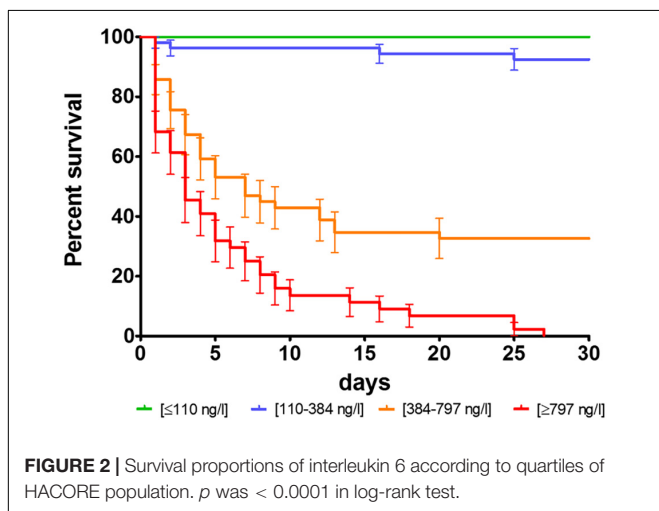 100
80
60
40
20
0
Percent survival
0 5 10 15 20 25 30
days
[≤110 ng/l] [110-384 ng/l] [384-797 ng/l] [≥797 ng/l]
FIGURE 2 | Survival proportions of interleukin 6 according to quartiles of
HACORE population. p was < 0.0001 in log-rank test.